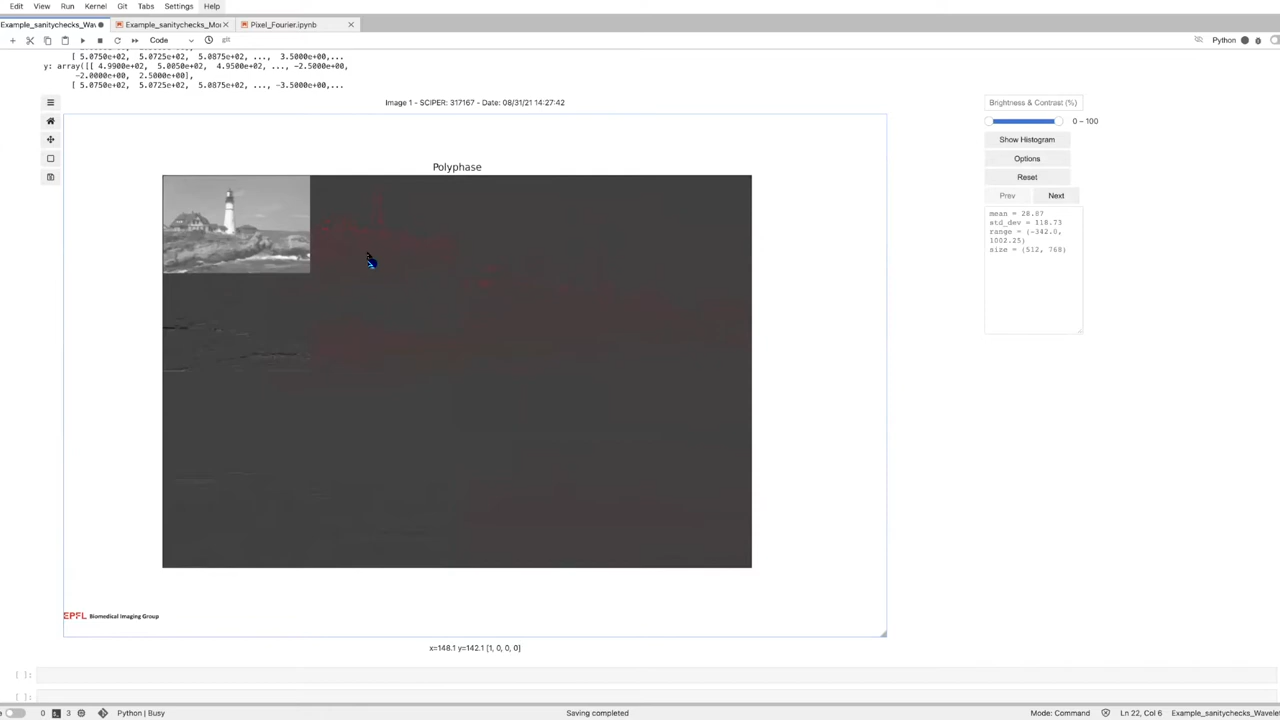 Edit View Run Kernel Git Tabs Settings Help
Example_sanitychecks_Wav Example_sanitychecks_Mo Pixel_Fourier.ipynb
Code git Python
[ 5.0750e+02, 5.0725e+02, 5.0875e+02, ..., 3.5000e+00,...
y: array([[ 4.9900e+02, 5.0050e+02, 4.9500e+02, ..., -2.5000e+00,
-2.0000e+00, 2.5000e+00],
[ 5.0750e+02, 5.0725e+02, 5.0875e+02, ..., -3.5000e+00,...
Image 1 - SCIPER: 317167 - Date: 08/31/21 14:27:42
Brightness & Contrast (%)
0 – 100
Show Histogram
Options
Reset
Prev Next
mean = 28.87
std_dev = 118.73
range = (-342.0,
1002.25)
size = (512, 768)
Polyphase
EPFL Biomedical Imaging Group
x=148.1 y=142.1 [1, 0, 0, 0]
[ ]:
[ ]:
0 3 Python | Busy Saving completed Mode: Command Ln 22, Col 6 Example_sanitychecks_Wavele